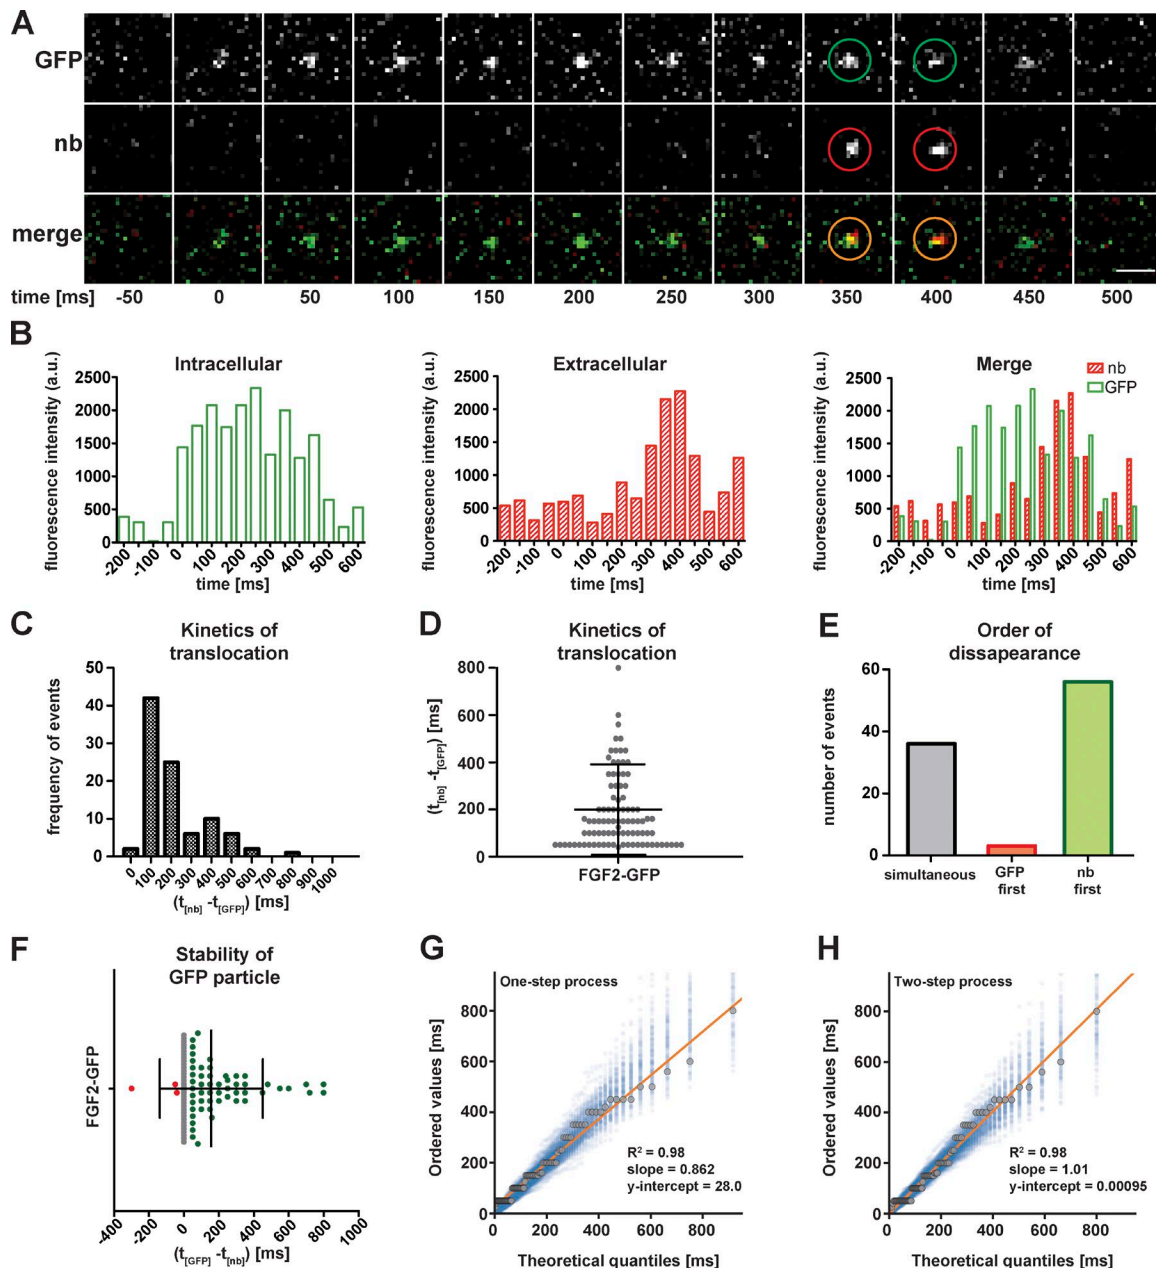 A
GFP
nb
merge
time [ms] -50 0 50 100 150 200 250 300 350 400 450 500
B
Intracellular
fluorescence intensity (a.u.)
2500
2000
1500
1000
500
0
-200 -100 0 100 200 300 400 500 600
time [ms]
Extracellular
fluorescence intensity (a.u.)
2500
2000
1500
1000
500
0
-200 -100 0 100 200 300 400 500 600
time [ms]
Merge
nb
GFP
fluorescence intensity (a.u.)
2500
2000
1500
1000
500
0
-200 -100 0 100 200 300 400 500 600
time [ms]
C
Kinetics of
translocation
frequency of events
50
40
30
20
10
0
0 100 200 300 400 500 600 700 800 900 1000
(t[nb] -t[GFP]) [ms]
D
Kinetics of
translocation
(t[nb] -t[GFP]) [ms]
800
600
400
200
0
FGF2-GFP
E
Order of
dissapearance
number of events
60
40
20
0
simultaneous GFP first nb first
F
Stability of
GFP particle
FGF2-GFP
-400 -200 0 200 400 600 800 1000
(t[GFP] -t[nb]) [ms]
G
One-step process
Ordered values [ms]
800
600
400
200
0
R² = 0.98
slope = 0.862
y-intercept = 28.0
0 200 400 600 800
Theoretical quantiles [ms]
H
Two-step process
Ordered values [ms]
800
600
400
200
0
R² = 0.98
slope = 1.01
y-intercept = 0.00095
0 200 400 600 800
Theoretical quantiles [ms]